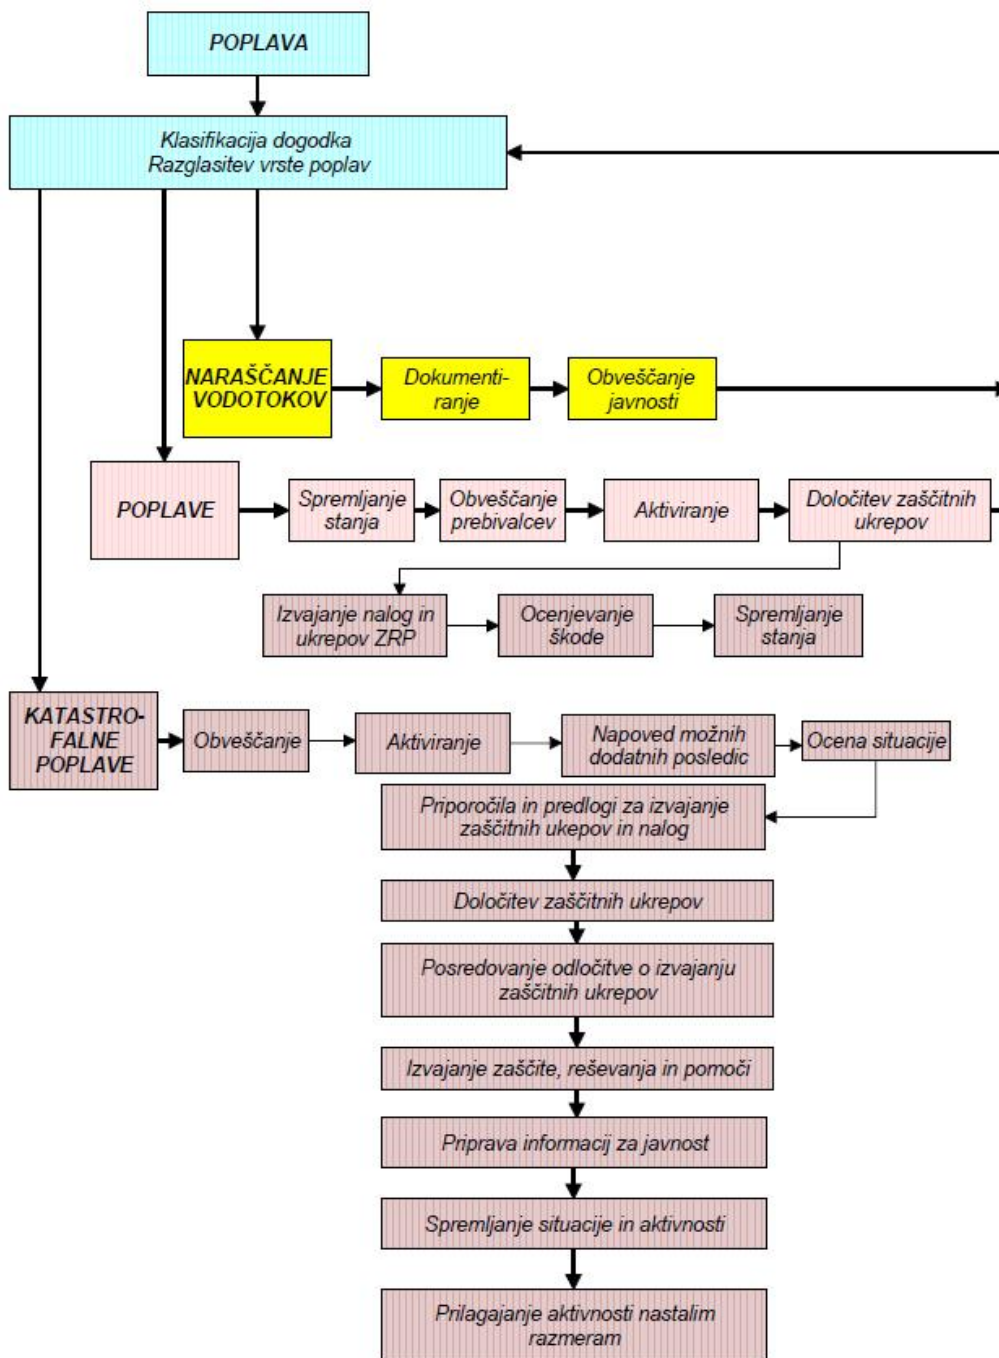 POPLAVA
Klasifikacija dogodka
Razglasitev vrste poplav
NARAŠČANJE
VODOTOKOV
Dokumenti-
ranje
Obveščanje
javnosti
POPLAVE
Spremljanje
stanja
Obveščanje
prebivalcev
Aktiviranje
Določitev zaščitnih
ukrepov
Izvajanje nalog in
ukrepov ZRP
Ocenjevanje
škode
Spremljanje
stanja
KATASTRO-
FALNE
POPLAVE
Obveščanje
Aktiviranje
Napoved možnih
dodatnih posledic
Ocena situacije
Priporočila in predlogi za izvajanje
zaščitnih ukepov in nalog
Določitev zaščitnih ukrepov
Posredovanje odločitve o izvajanju
zaščitnih ukrepov
Izvajanje zaščite, reševanja in pomoči
Priprava informacij za javnost
Spremljanje situacije in aktivnosti
Prilagajanje aktivnosti nastalim
razmeram